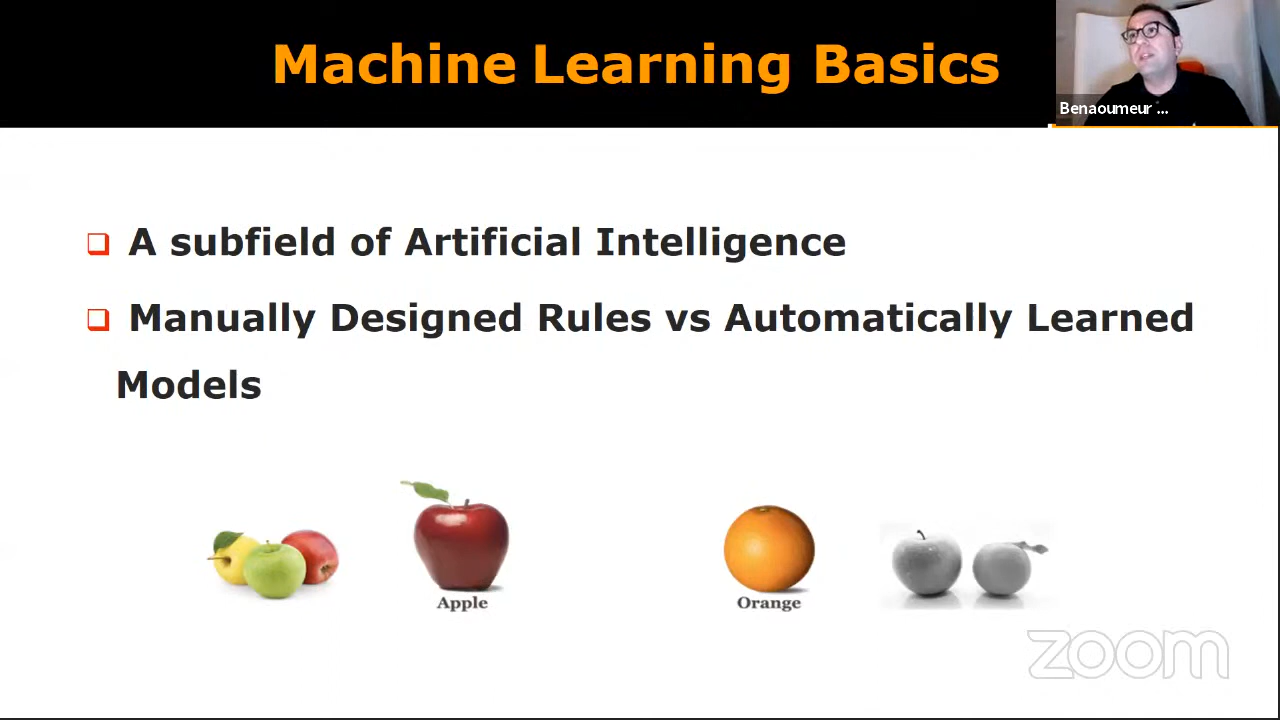 Machine Learning Basics
Benaoumeur ...
A subfield of Artificial Intelligence
Manually Designed Rules vs Automatically Learned
Models
Apple
Orange
zoom